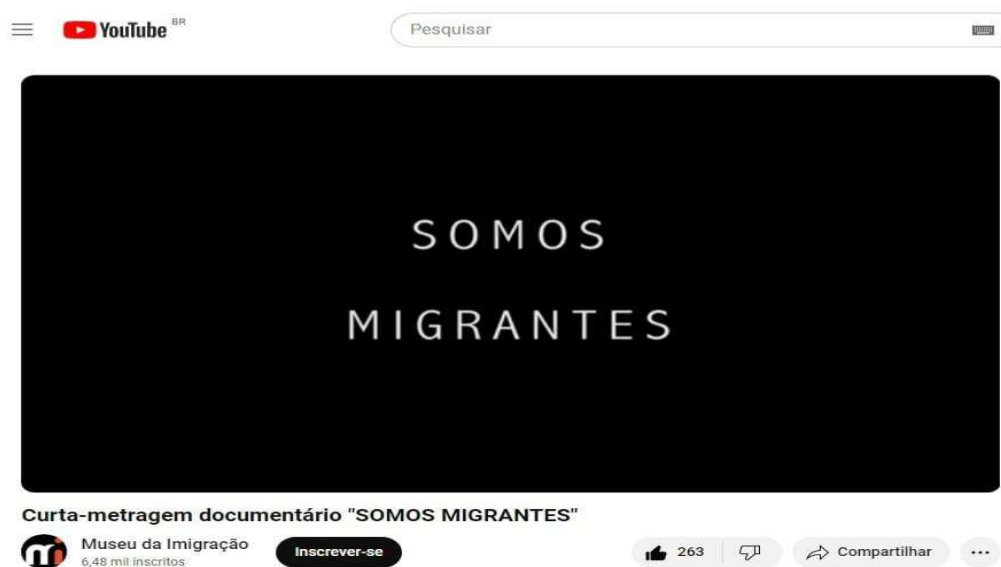 YouTube BR
Pesquisar
SOMOS
MIGRANTES
Curta-metragem documentário "SOMOS MIGRANTES"
Museu da Imigração
6,48 mil inscritos
Inscrever-se
263
Compartilhar